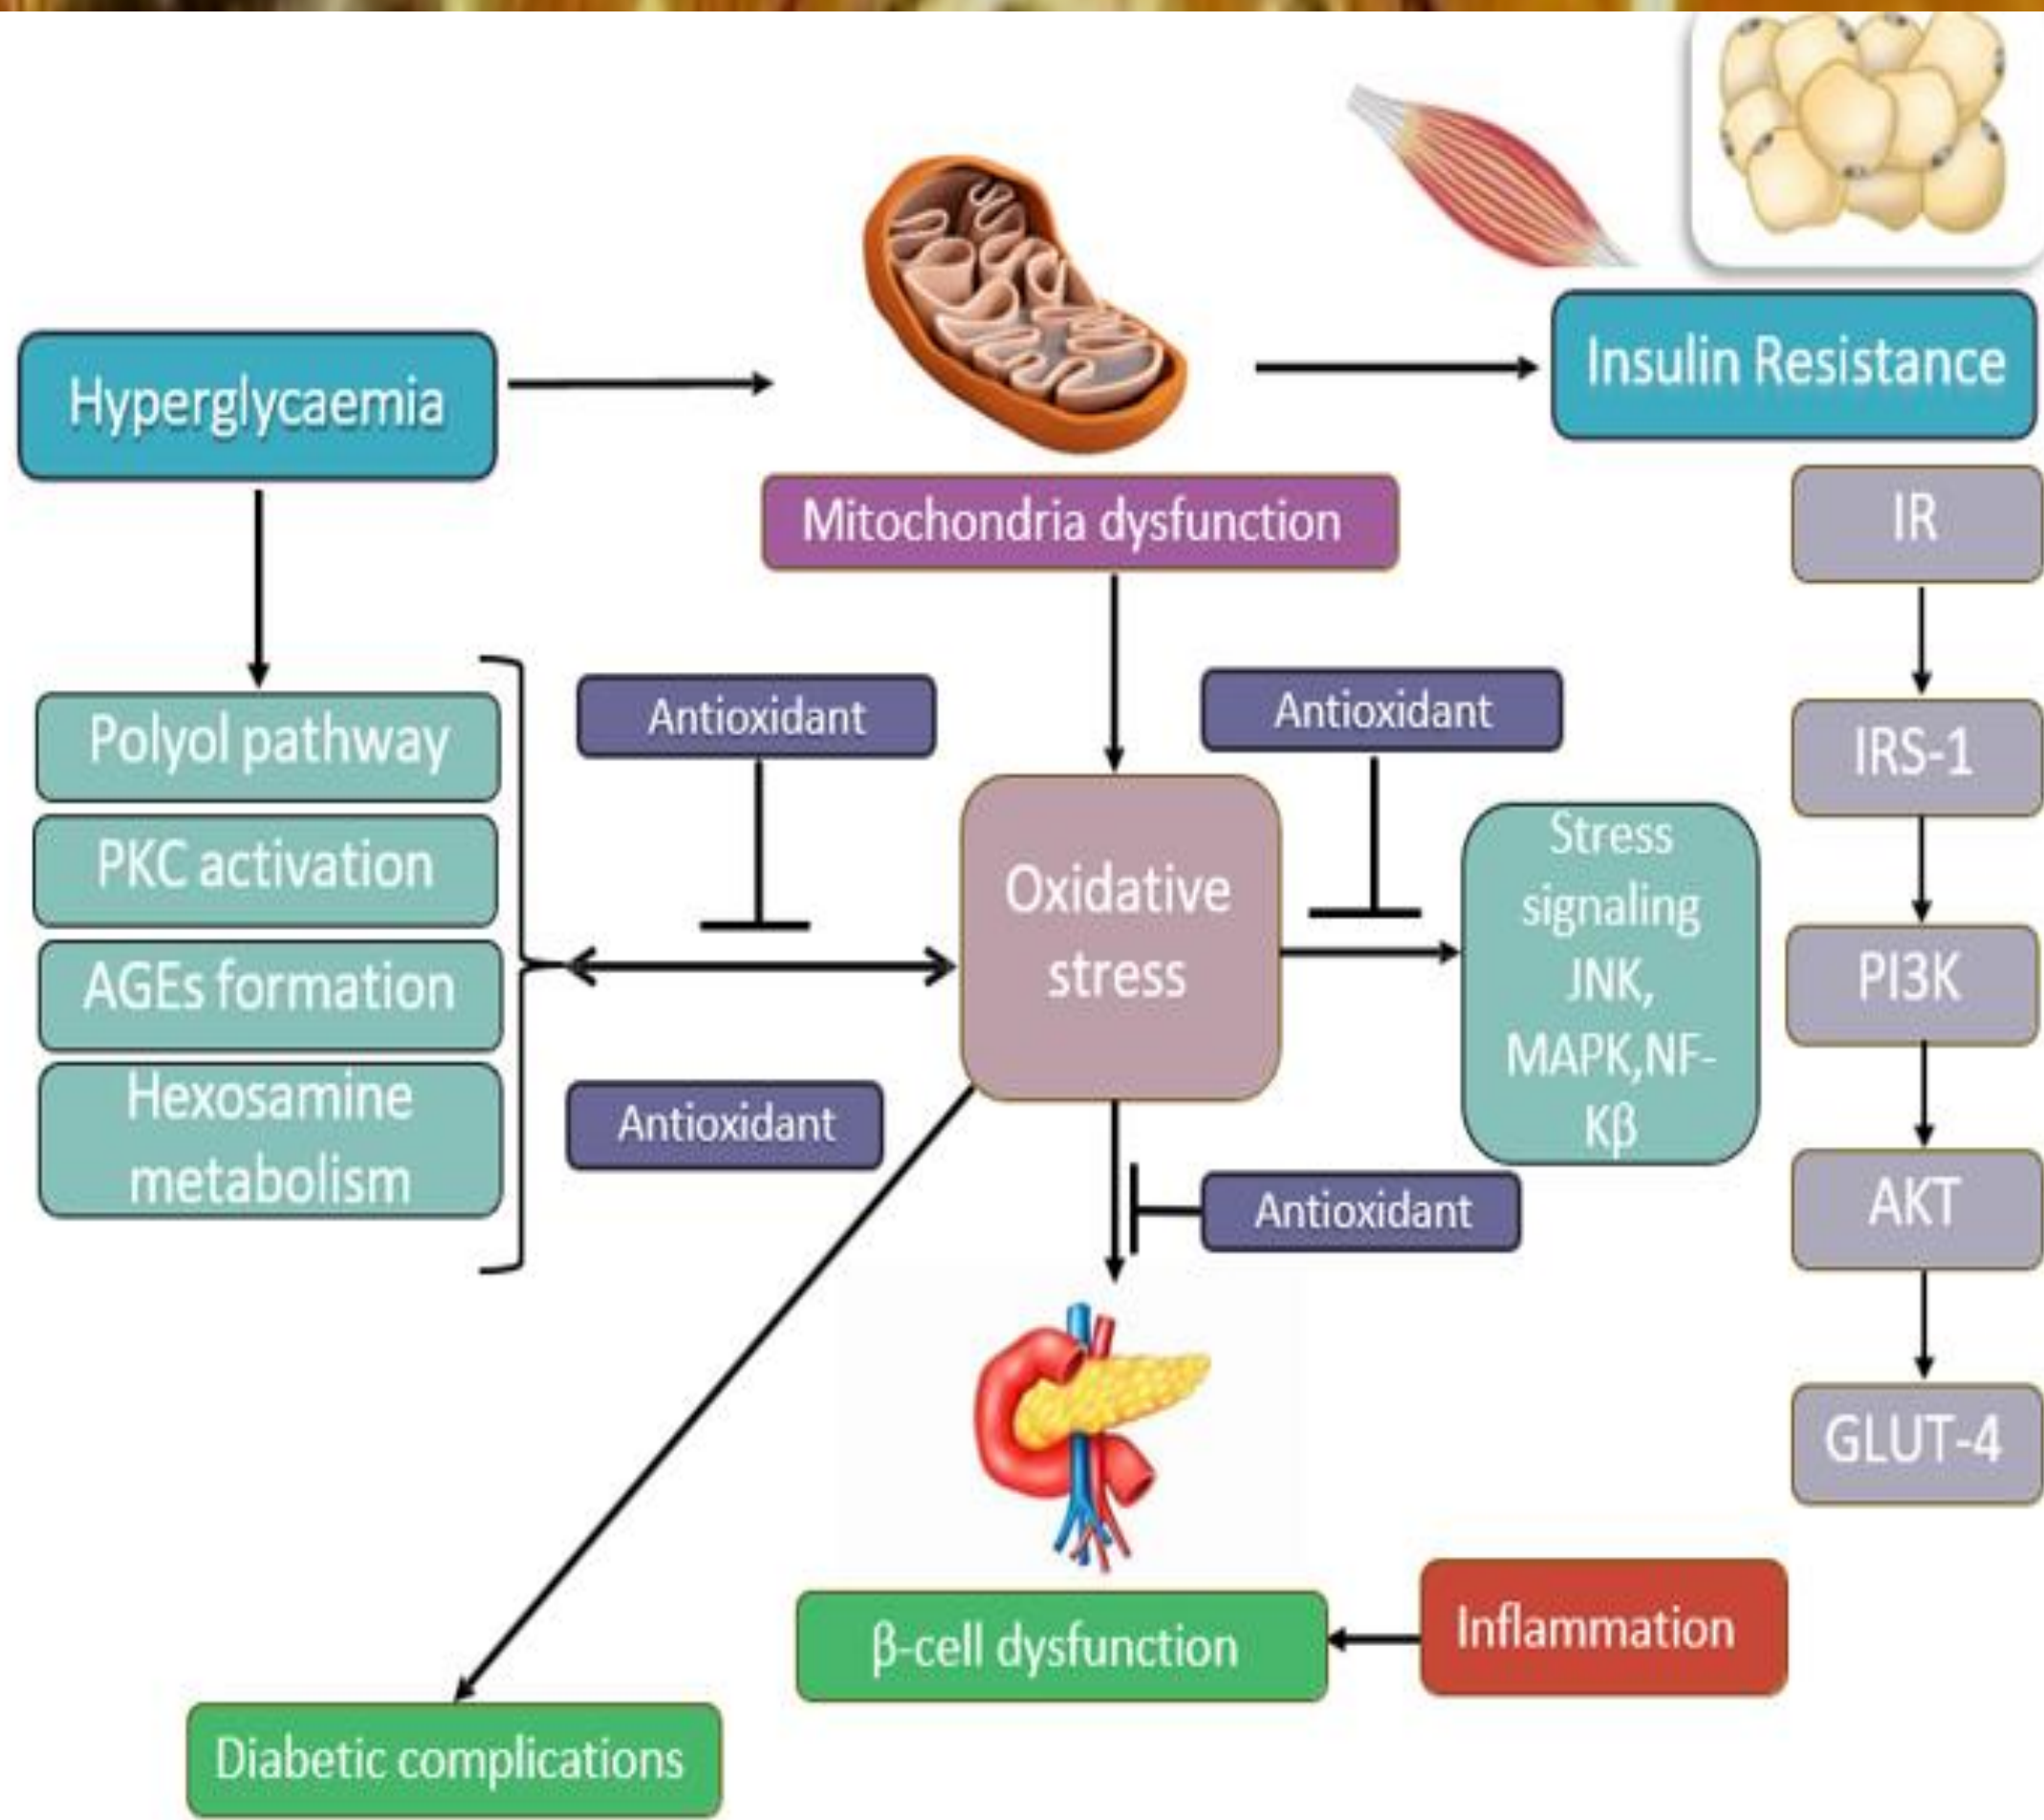 Hyperglycaemia
Insulin Resistance
Mitochondria dysfunction
IR
Polyol pathway
PKC activation
AGEs formation
Hexosamine
metabolism
Antioxidant
Antioxidant
Antioxidant
Antioxidant
Oxidative
stress
Stress
signaling
JNK,
MAPK,NF-
Kβ
IRS-1
PI3K
AKT
GLUT-4
β-cell dysfunction
Inflammation
Diabetic complications